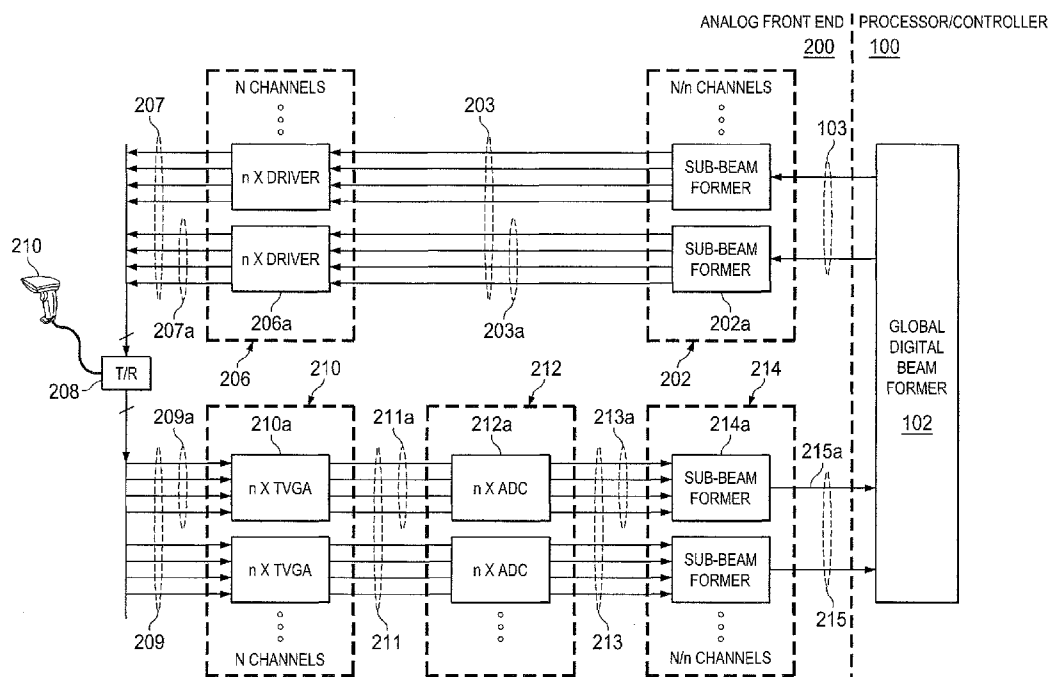 ANALOG FRONT END
200
PROCESSOR/CONTROLLER
100
207
N CHANNELS
203
N/n CHANNELS
103
n X DRIVER
SUB-BEAM
FORMER
n X DRIVER
SUB-BEAM
FORMER
210
207a
206a
203a
202a
GLOBAL
DIGITAL
BEAM
FORMER
102
T/R
208
206
210
212
202
214
209a
210a
211a
212a
213a
214a
215a
n X TVGA
n X ADC
SUB-BEAM
FORMER
n X TVGA
n X ADC
SUB-BEAM
FORMER
209
211
213
215
N CHANNELS
N/n CHANNELS